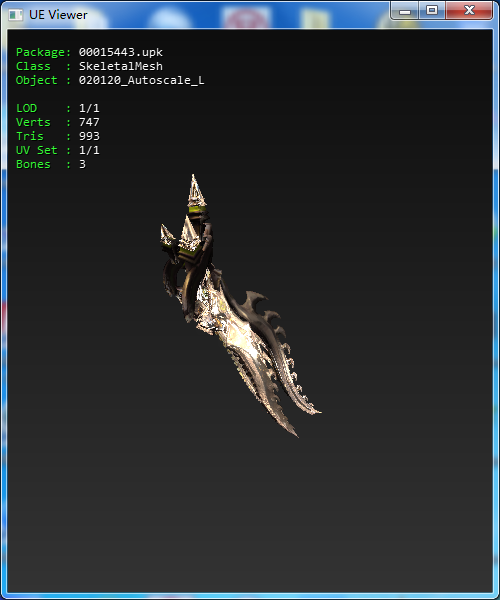 UE Viewer
Package: 00015443.upk
Class : SkeletalMesh
Object : 020120_Autoscale_L
LOD : 1/1
Verts : 747
Tris : 993
UV Set : 1/1
Bones : 3